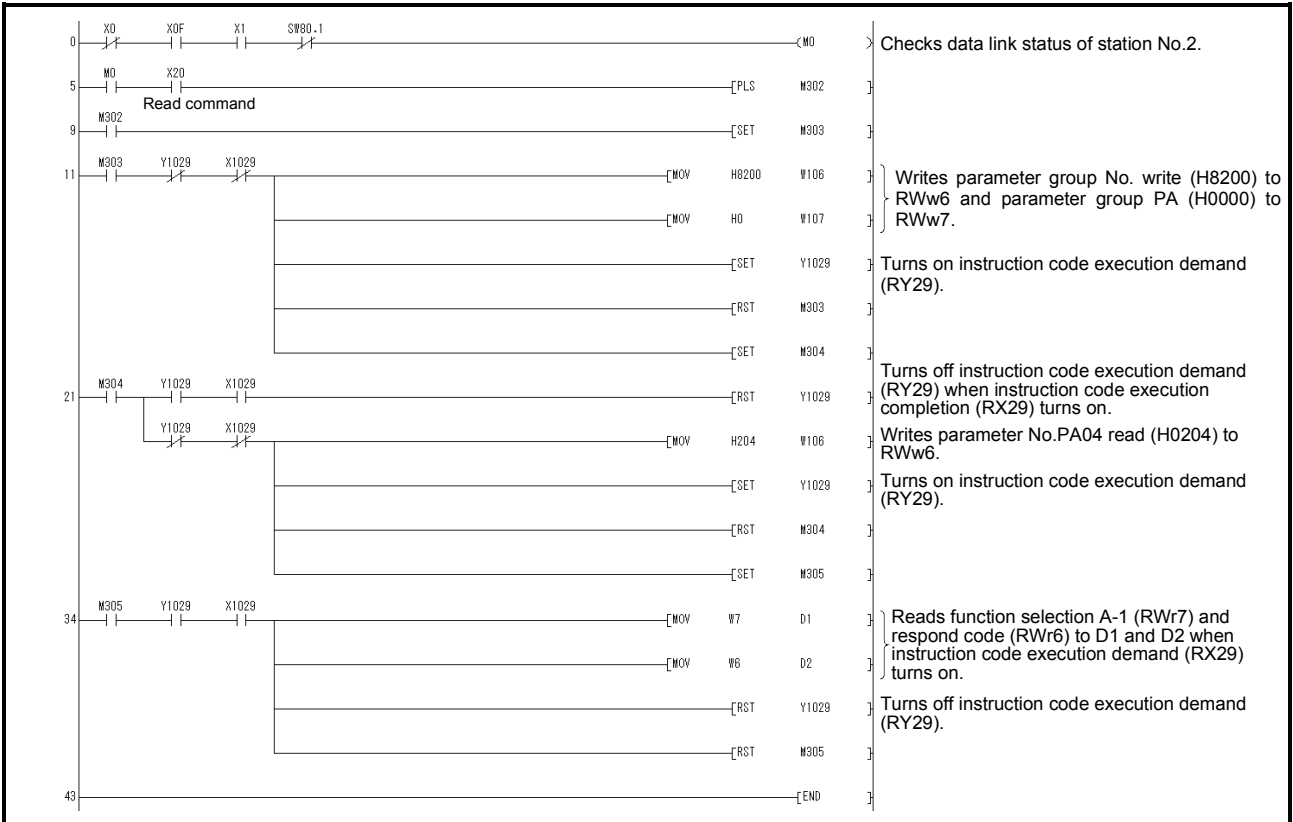 X0 X0F X1 SW80.1
0 (M0 ) Checks data link status of station No.2.
M0 X20
5 [PLS M302 ]
Read command
M302
9 [SET M303 ]
M303 Y1029 X1029
11 [MOV H8200 W106 ] Writes parameter group No. write (H8200) to
RWw6 and parameter group PA (H0000) to
[MOV H0 W107 ] RWw7.
[SET Y1029 ] Turns on instruction code execution demand
(RY29).
[RST M303 ]
[SET M304 ]
Turns off instruction code execution demand
M304 Y1029 X1029
21 [RST Y1029 ] (RY29) when instruction code execution
completion (RX29) turns on.
Y1029 X1029
[MOV H204 W106 ] Writes parameter No.PA04 read (H0204) to
RWw6.
[SET Y1029 ] Turns on instruction code execution demand
(RY29).
[RST M304 ]
[SET M305 ]
M305 Y1029 X1029
34 [MOV W7 D1 ] Reads function selection A-1 (RWr7) and
respond code (RWr6) to D1 and D2 when
[MOV W6 D2 ] instruction code execution demand (RX29)
turns on.
[RST Y1029 ] Turns off instruction code execution demand
(RY29).
[RST M305 ]
43 [END ]